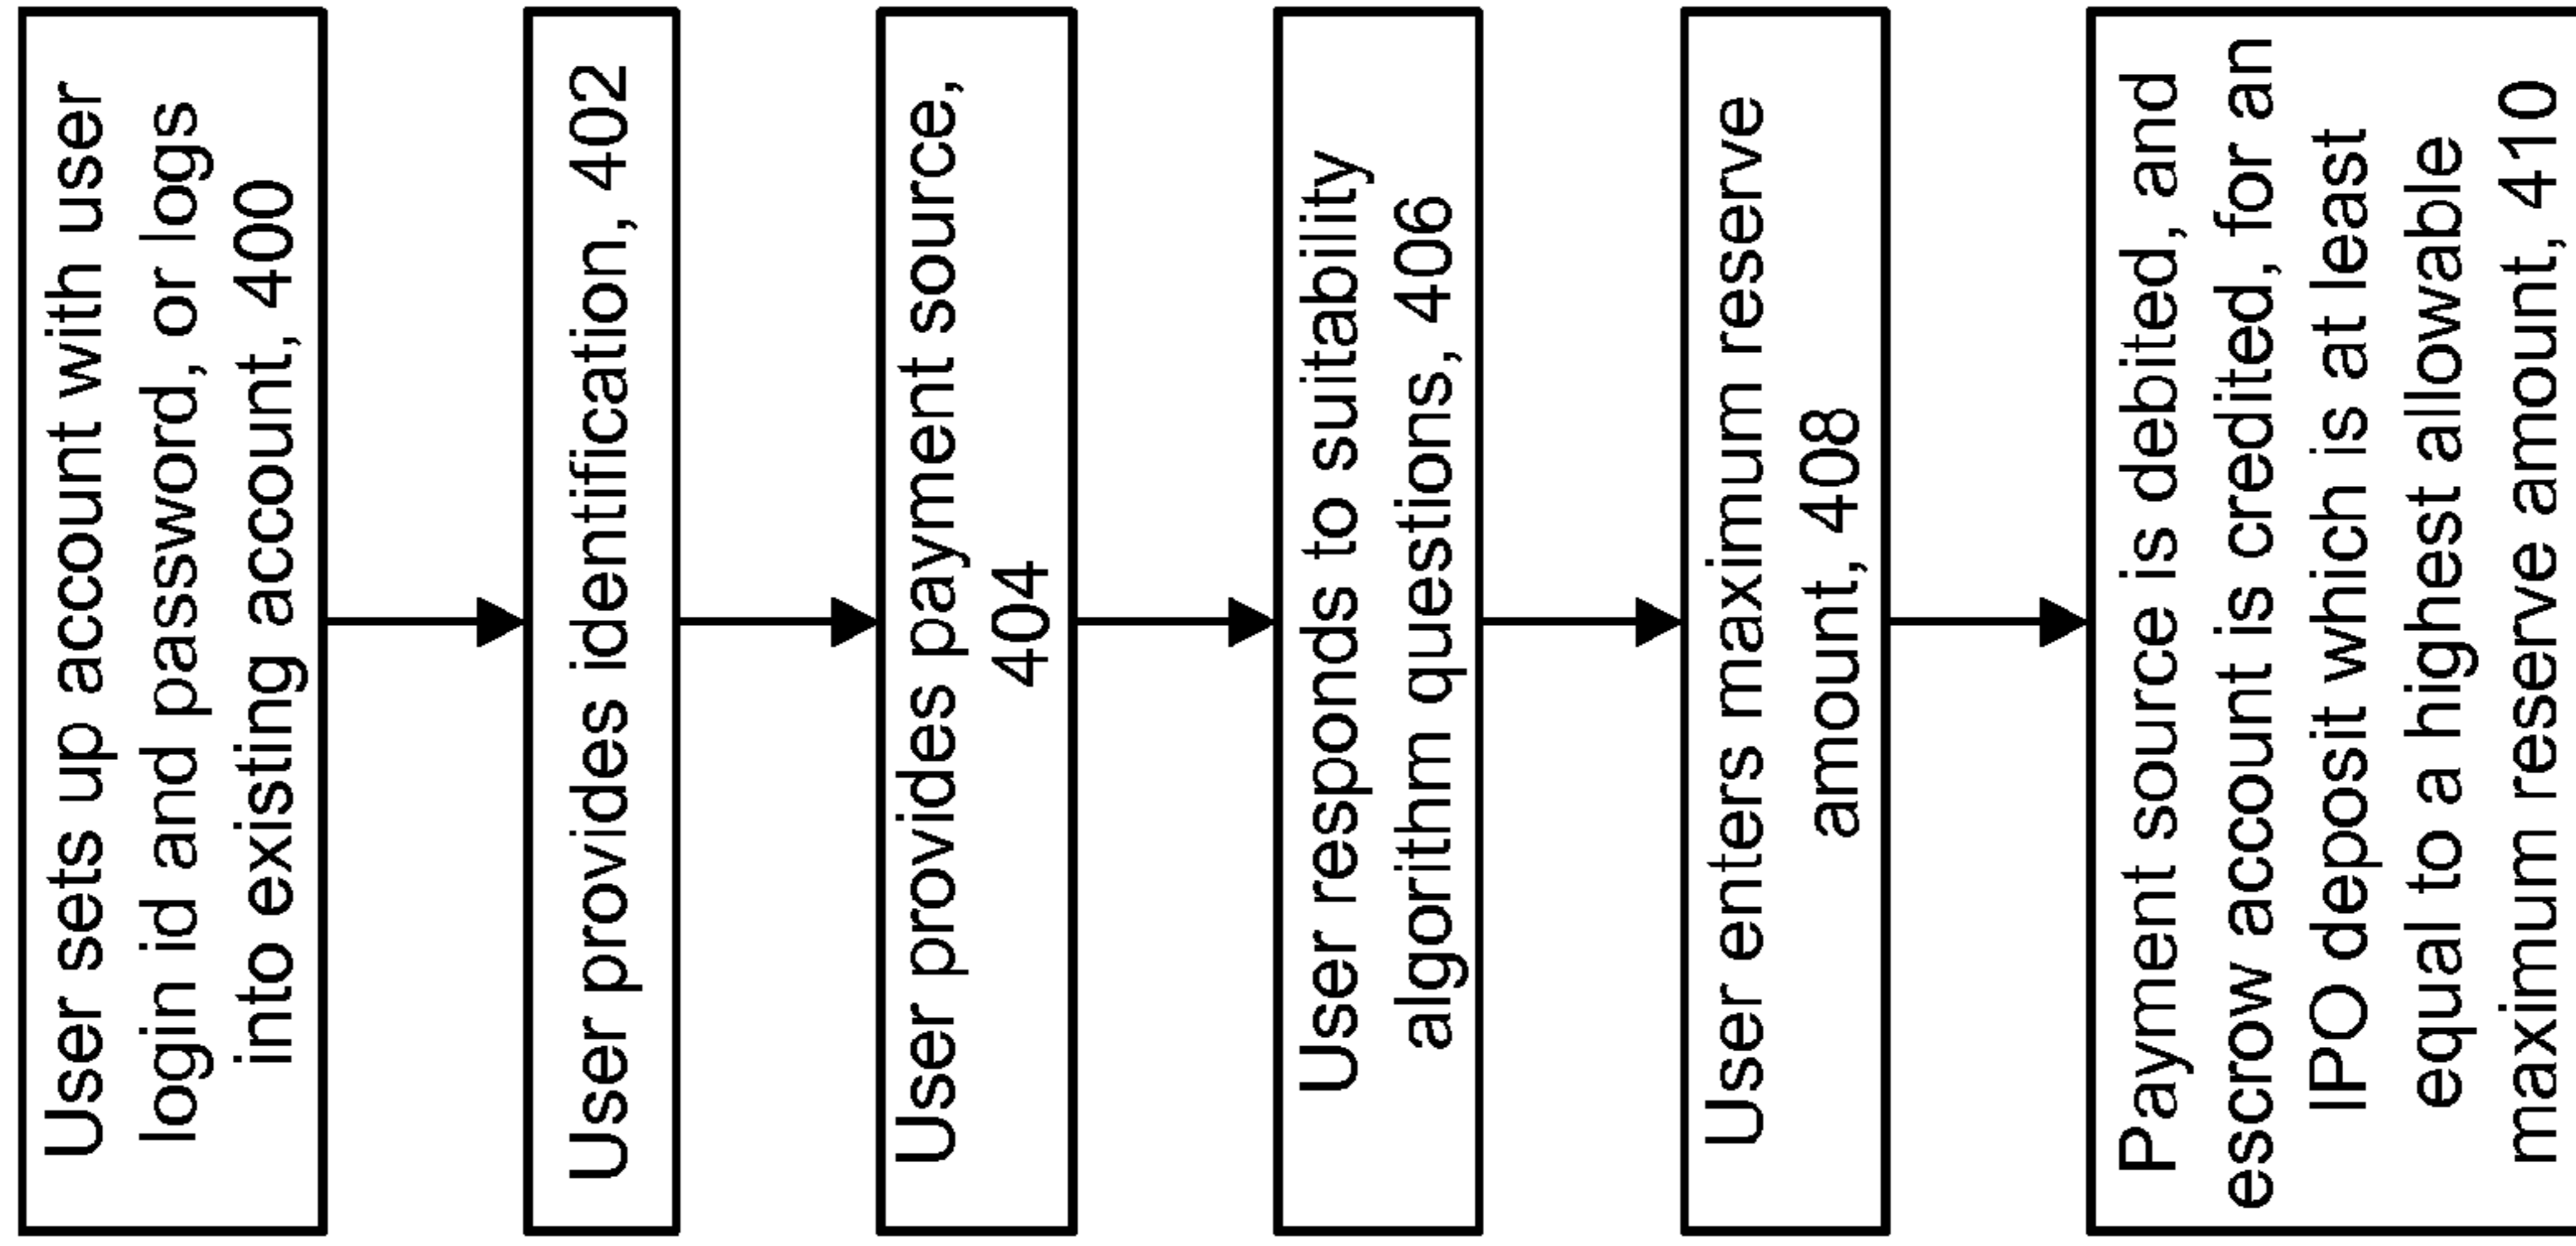 User sets up account with user
login id and password, or logs
into existing account, 400
User provides identification, 402
User provides payment source,
404
User responds to suitability
algorithm questions, 406
User enters maximum reserve
amount, 408
Payment source is debited, and
escrow account is credited, for an
IPO deposit which is at least
equal to a highest allowable
maximum reserve amount, 410